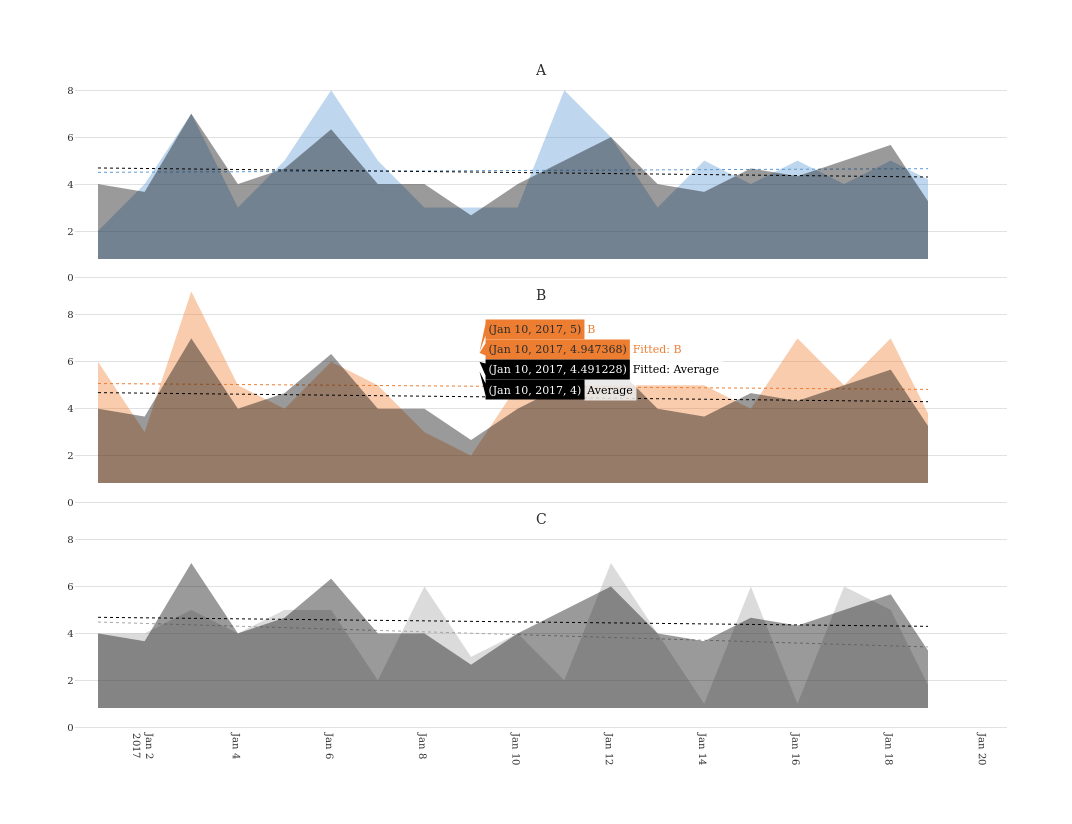 A
8
6
4
2
0
B
8
(Jan 10, 2017, 5) B
(Jan 10, 2017, 4.947368) Fitted: B
6
(Jan 10, 2017, 4.491228) Fitted: Average
(Jan 10, 2017, 4) Average
4
2
0
C
8
6
4
2
0
Jan 2
2017
Jan 4
Jan 6
Jan 8
Jan 10
Jan 12
Jan 14
Jan 16
Jan 18
Jan 20